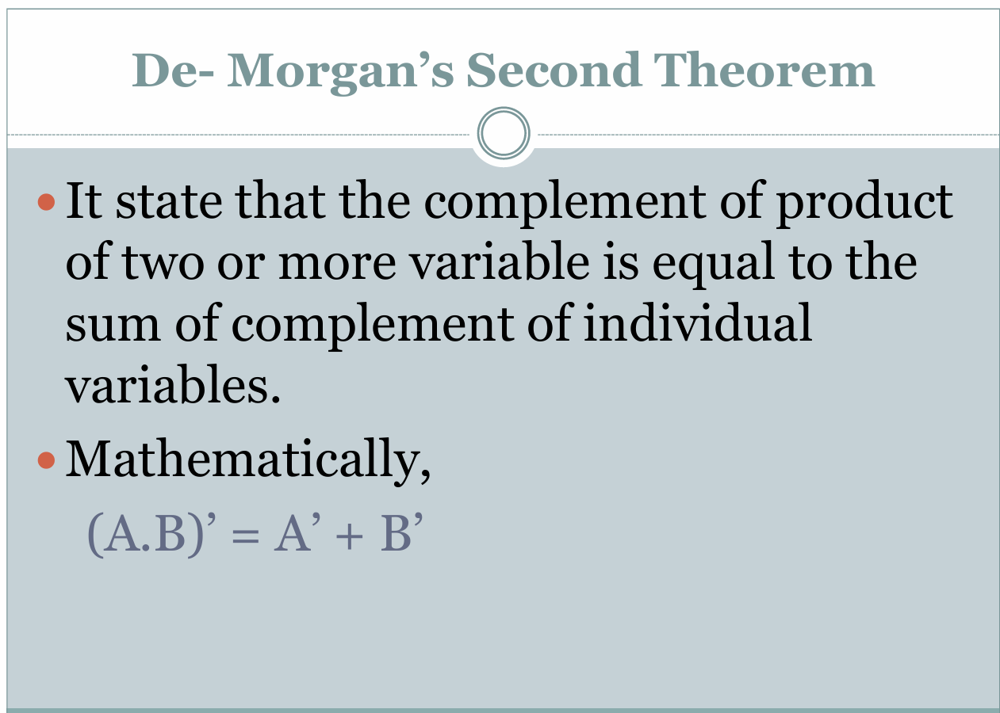 De- Morgan’s Second Theorem
It state that the complement of product
of two or more variable is equal to the
sum of complement of individual
variables.
Mathematically,
(A.B)’ = A’ + B’